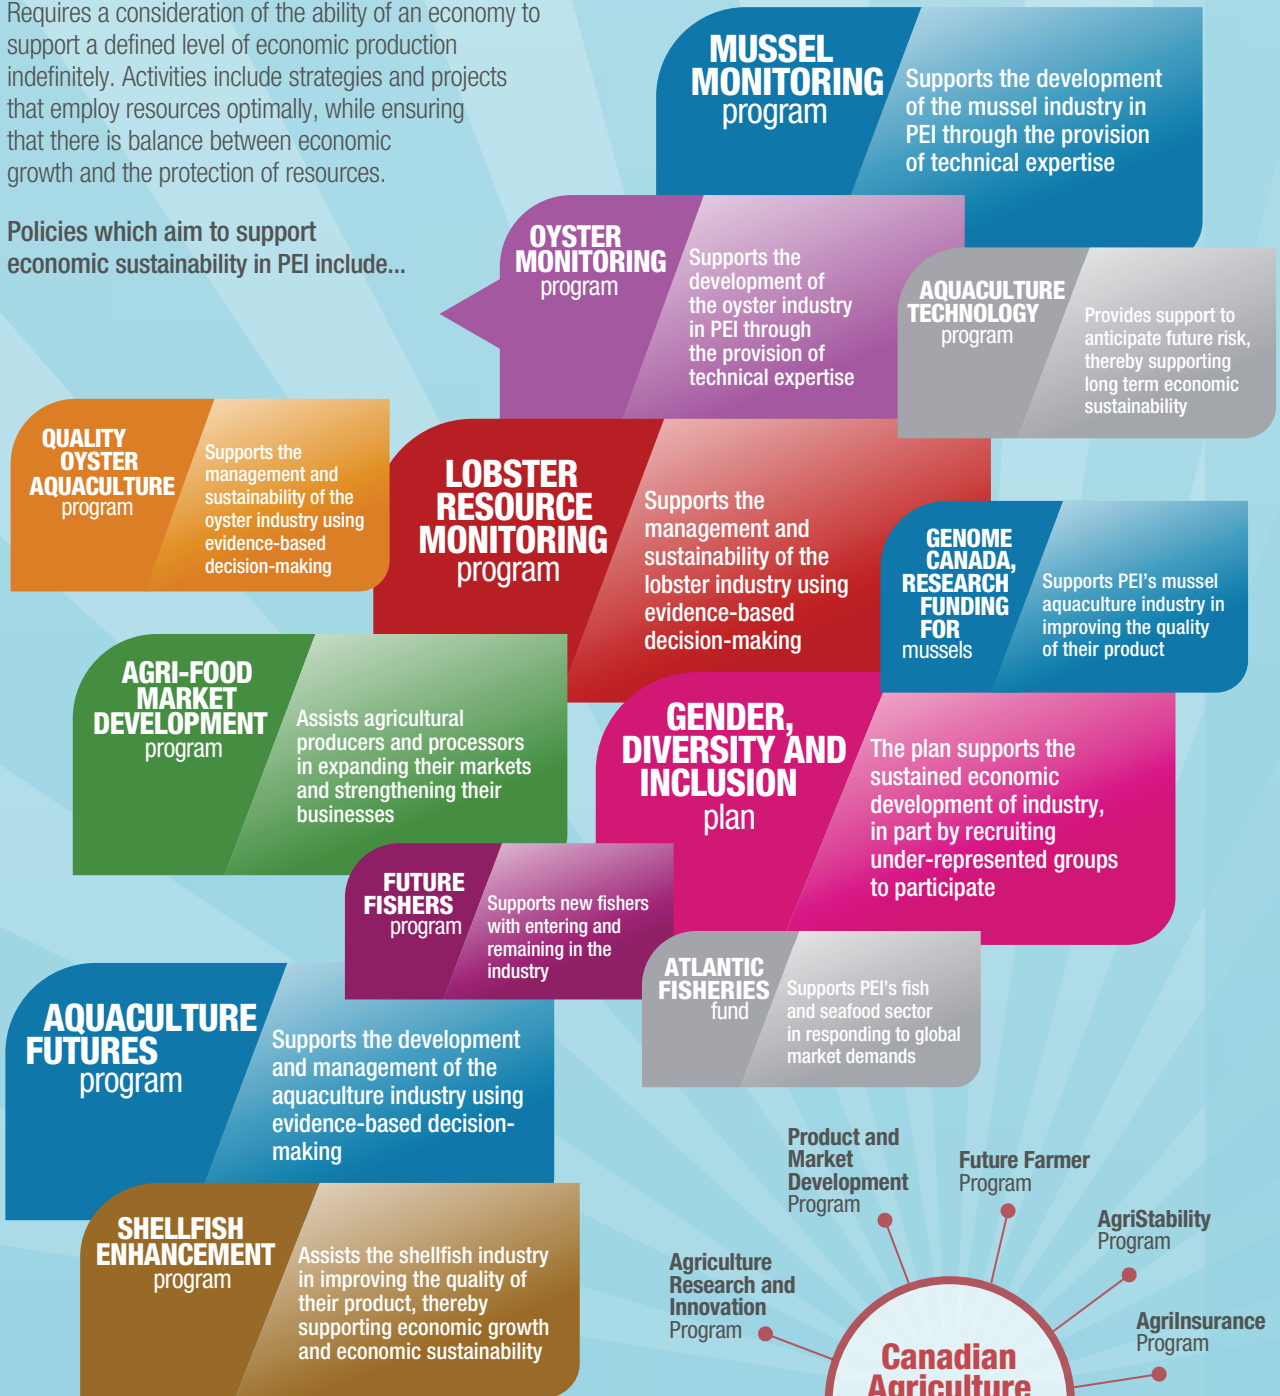 Requires a consideration of the ability of an economy to
support a defined level of economic production
indefinitely. Activities include strategies and projects
that employ resources optimally, while ensuring
that there is balance between economic
growth and the protection of resources.
Policies which aim to support
economic sustainability in PEI include...
MUSSEL
MONITORING
program
Supports the development
of the mussel industry in
PEI through the provision
of technical expertise
OYSTER
MONITORING
program
Supports the
development of
the oyster industry
in PEI through
the provision of
technical expertise
AQUACULTURE
TECHNOLOGY
program
Provides support to
anticipate future risk,
thereby supporting
long term economic
sustainability
QUALITY
OYSTER
AQUACULTURE
program
Supports the
management and
sustainability of the
oyster industry using
evidence-based
decision-making
LOBSTER
RESOURCE
MONITORING
program
Supports the
management and
sustainability of the
lobster industry using
evidence-based
decision-making
GENOME
CANADA,
RESEARCH
FUNDING
FOR
mussels
Supports PEI's mussel
aquaculture industry in
improving the quality
of their product
AGRI-FOOD
MARKET
DEVELOPMENT
program
Assists agricultural
producers and processors
in expanding their markets
and strengthening their
businesses
GENDER,
DIVERSITY AND
INCLUSION
plan
The plan supports the
sustained economic
development of industry,
in part by recruiting
under-represented groups
to participate
FUTURE
FISHERS
program
Supports new fishers
with entering and
remaining in the
industry
ATLANTIC
FISHERIES
fund
Supports PEI's fish
and seafood sector
in responding to global
market demands
AQUACULTURE
FUTURES
program
Supports the development
and management of the
aquaculture industry using
evidence-based decision-
making
SHELLFISH
ENHANCEMENT
program
Assists the shellfish industry
in improving the quality of
their product, thereby
supporting economic growth
and economic sustainability
Agriculture
Research and
Innovation
Program
Product and
Market
Development
Program
Future Farmer
Program
AgriStability
Program
AgriInsurance
Program
Canadian
Agriculture